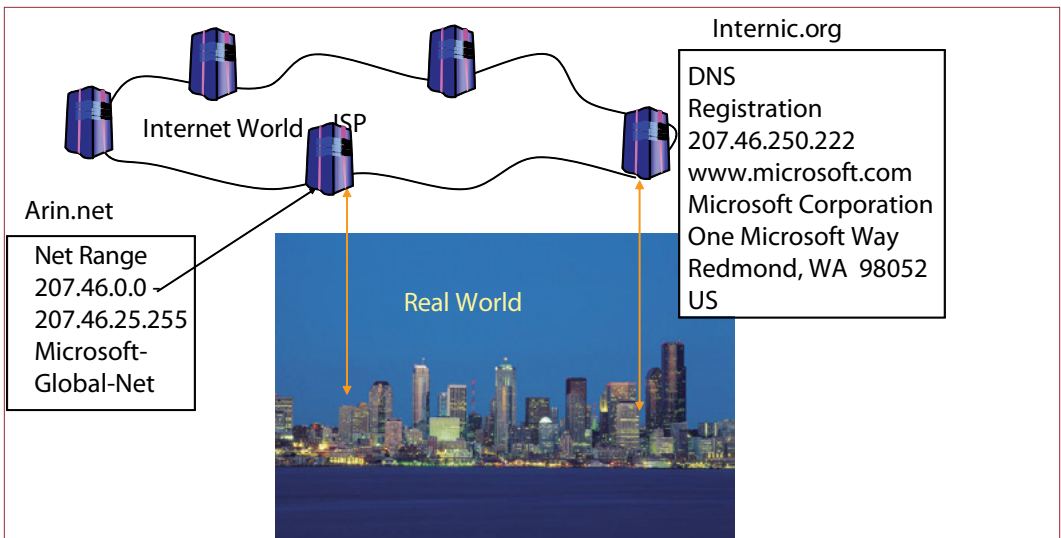 Internic.org
DNS
Registration
207.46.250.222
www.microsoft.com
Microsoft Corporation
One Microsoft Way
Redmond, WA 98052
US
Internet World
ISP
Arin.net
Net Range
207.46.0.0 -
207.46.25.255
Microsoft-
Global-Net
Real World